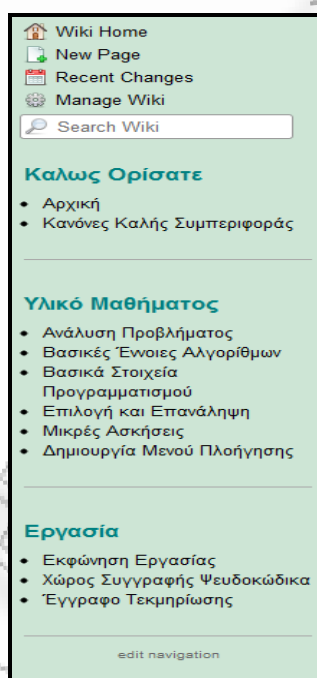 Wiki Home
New Page
Recent Changes
Manage Wiki
Search Wiki
Καλως Ορίσατε
Αρχική
Κανόνες Καλής Συμπεριφοράς
Υλικό Μαθήματος
Ανάλυση Προβλήματος
Βασικές Έννοιες Αλγορίθμων
Βασικά Στοιχεία
Προγραμματισμού
Επιλογή και Επανάληψη
Μικρές Ασκήσεις
Δημιουργία Μενού Πλοήγησης
Εργασία
Εκφώνηση Εργασίας
Χώρος Συγγραφής Ψευδοκώδικα
Έγγραφο Τεκμηρίωσης
edit navigation